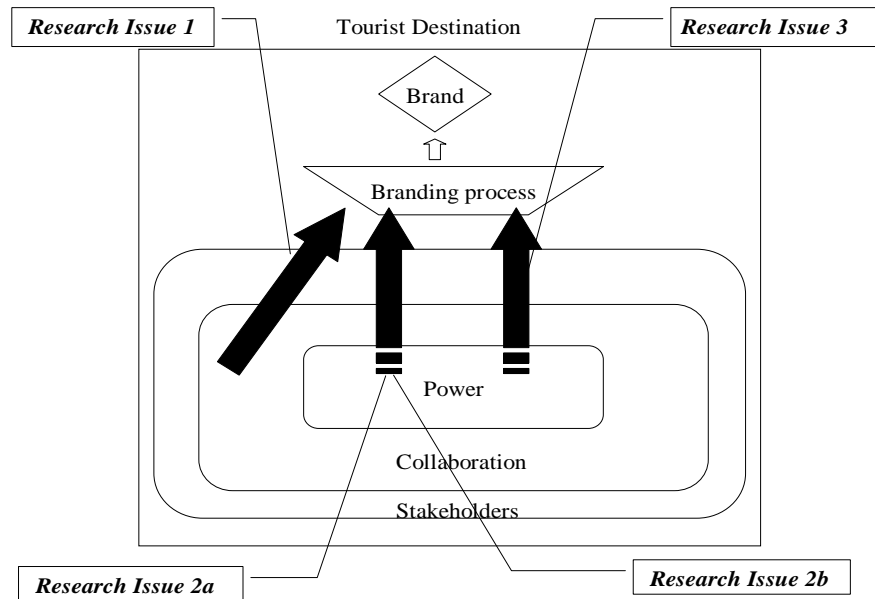 Research Issue 1
Tourist Destination
Research Issue 3
Brand
Branding process
Power
Collaboration
Stakeholders
Research Issue 2a
Research Issue 2b